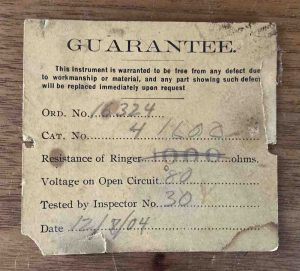 GUARANTEE.
This instrument is warranted to be free from any defect due
to workmanship or material, and any part showing such defect
will be replaced immediately upon request
ORD. No. 16324
CAT. No. 4
Resistance of Ringer 1000 ohms.
Voltage on Open Circuit 80
Tested by Inspector No. 30
Date 12/8/04